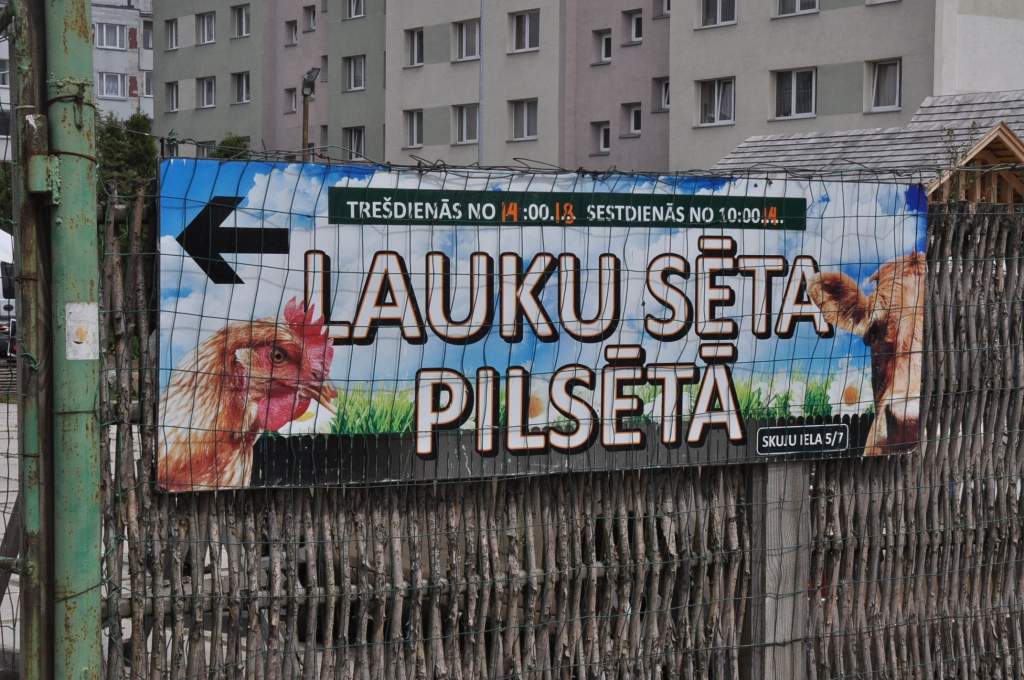 TREŠDIENĀS NO 14:00.18 SESTDIENĀS NO 10:00.14.
LAUKU SĒTA
PILSĒTĀ
SKUJU IELA 5/7